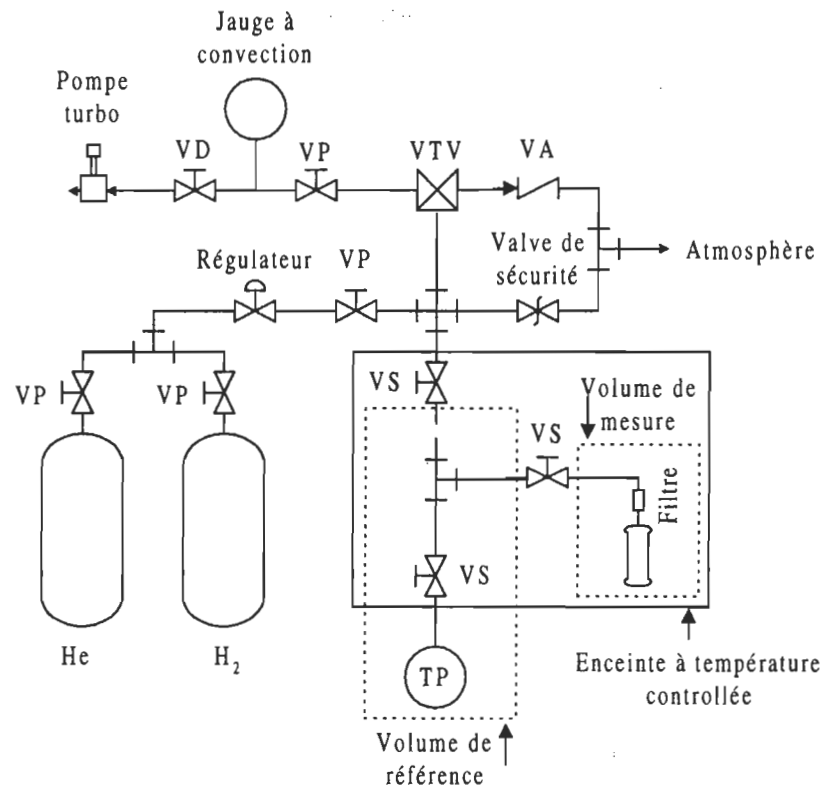 Jauge à
convection
Pompe
turbo
VD
VP
VTV
VA
Régulateur
VP
Valve de
sécurité
Atmosphère
VP
VP
VS
Volume de
mesure
VS
Filtre
VS
He
H₂
TP
Enceinte à température
controllée
Volume de
référence